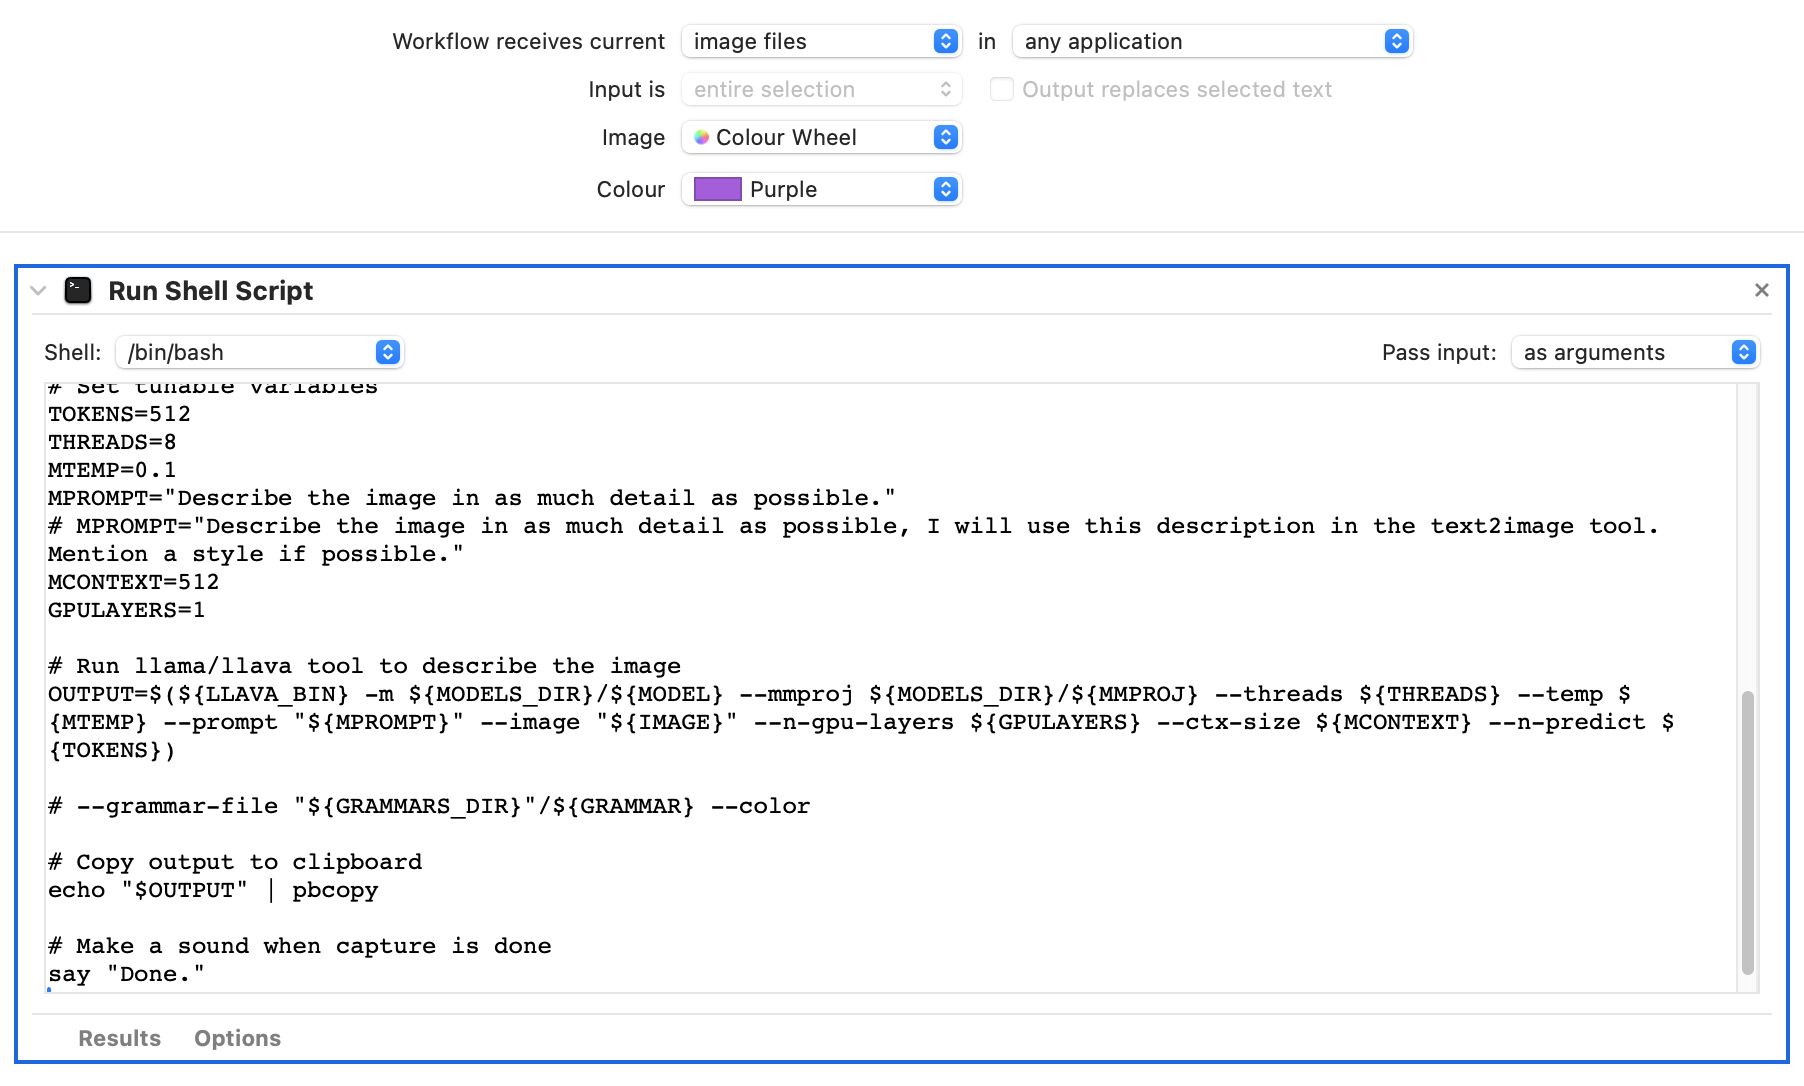 Workflow receives current image files in any application
Input is entire selection Output replaces selected text
Image Colour Wheel
Colour Purple
Run Shell Script
Shell: /bin/bash Pass input: as arguments
# Set tunable variables
TOKENS=512
THREADS=8
MTEMP=0.1
MPROMPT="Describe the image in as much detail as possible."
# MPROMPT="Describe the image in as much detail as possible, I will use this description in the text2image tool.
Mention a style if possible."
MCONTEXT=512
GPULAYERS=1
# Run llama/llava tool to describe the image
OUTPUT=$(${LLAVA_BIN} -m ${MODELS_DIR}/${MODEL} --mmproj ${MODELS_DIR}/${MMPROJ} --threads ${THREADS} --temp $
{MTEMP} --prompt "${MPROMPT}" --image "${IMAGE}" --n-gpu-layers ${GPULAYERS} --ctx-size ${MCONTEXT} --n-predict $
{TOKENS})
# --grammar-file "${GRAMMARS_DIR}"/${GRAMMAR} --color
# Copy output to clipboard
echo "$OUTPUT" | pbcopy
# Make a sound when capture is done
say "Done."
Results Options